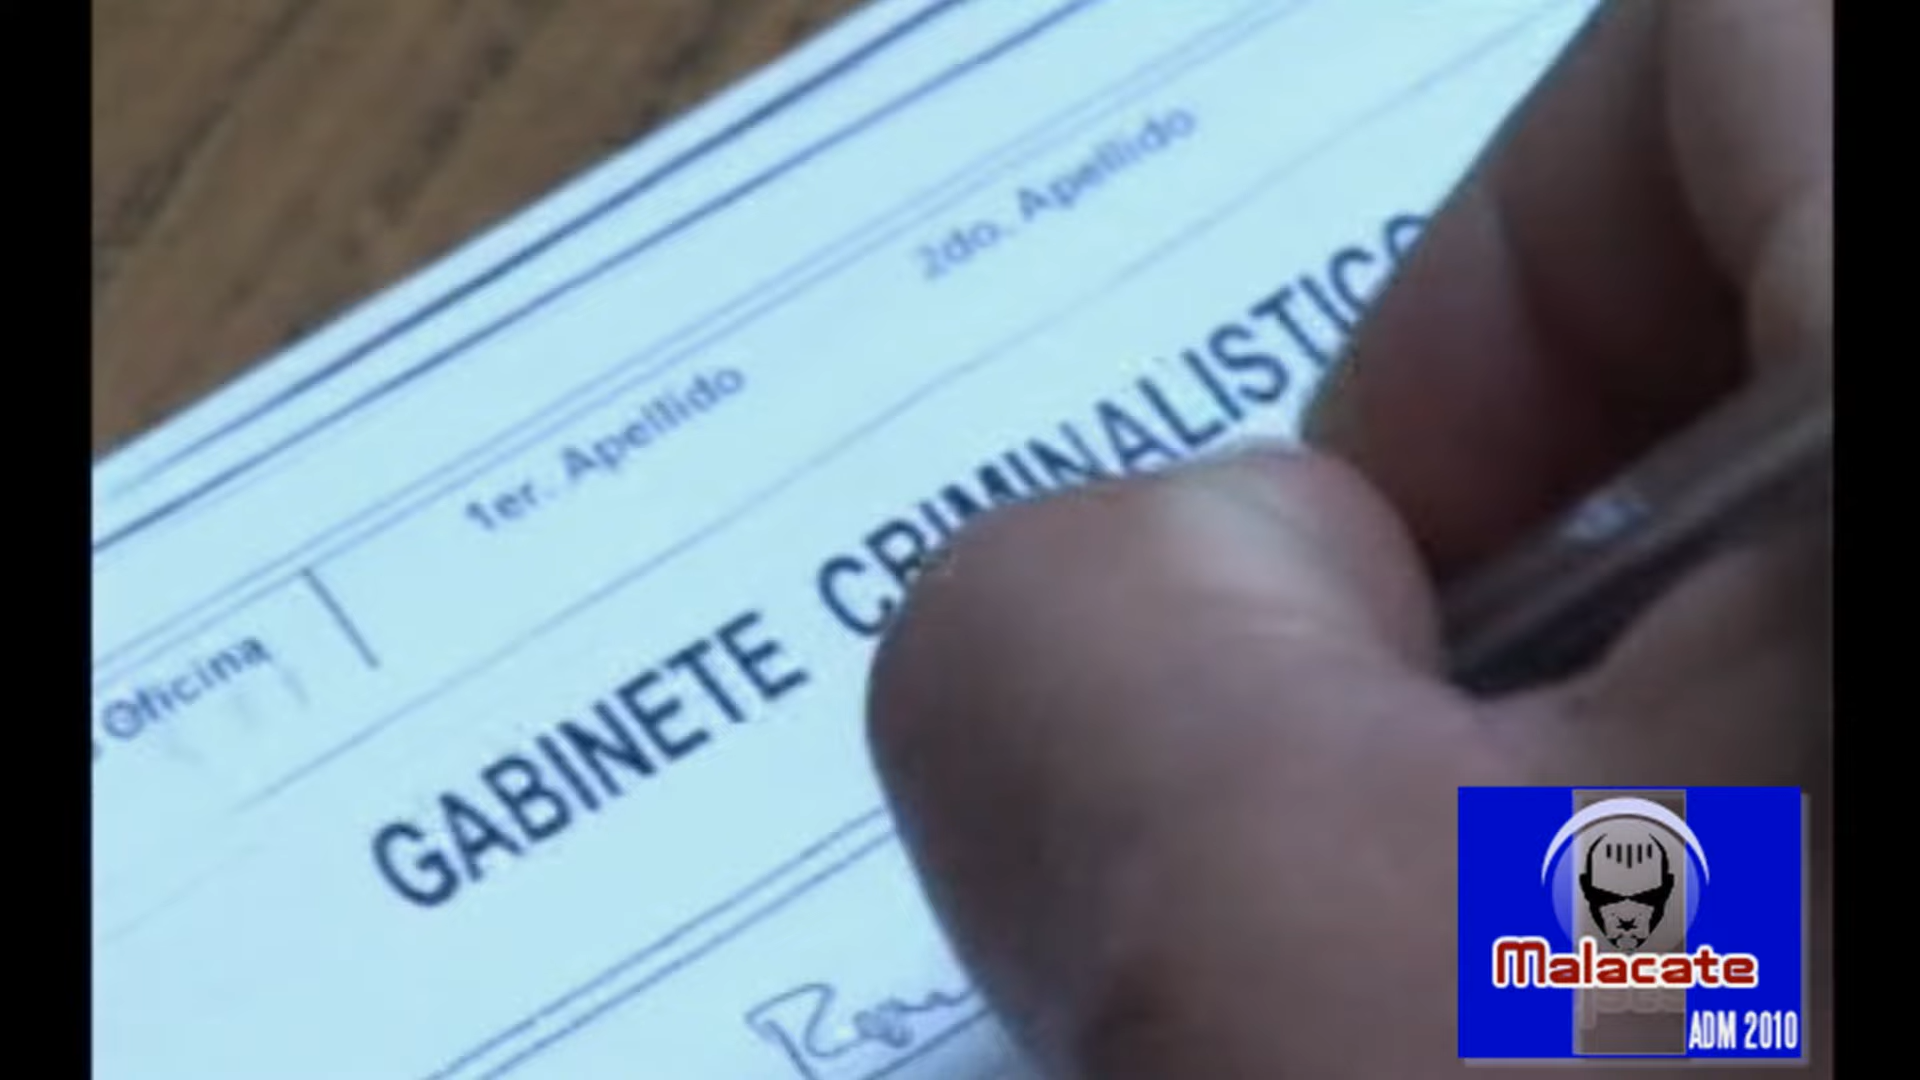 2do. Apellido
1er. Apellido
Oficina
GABINETE CRIMINALISTICO
Malacate
ADM 2010